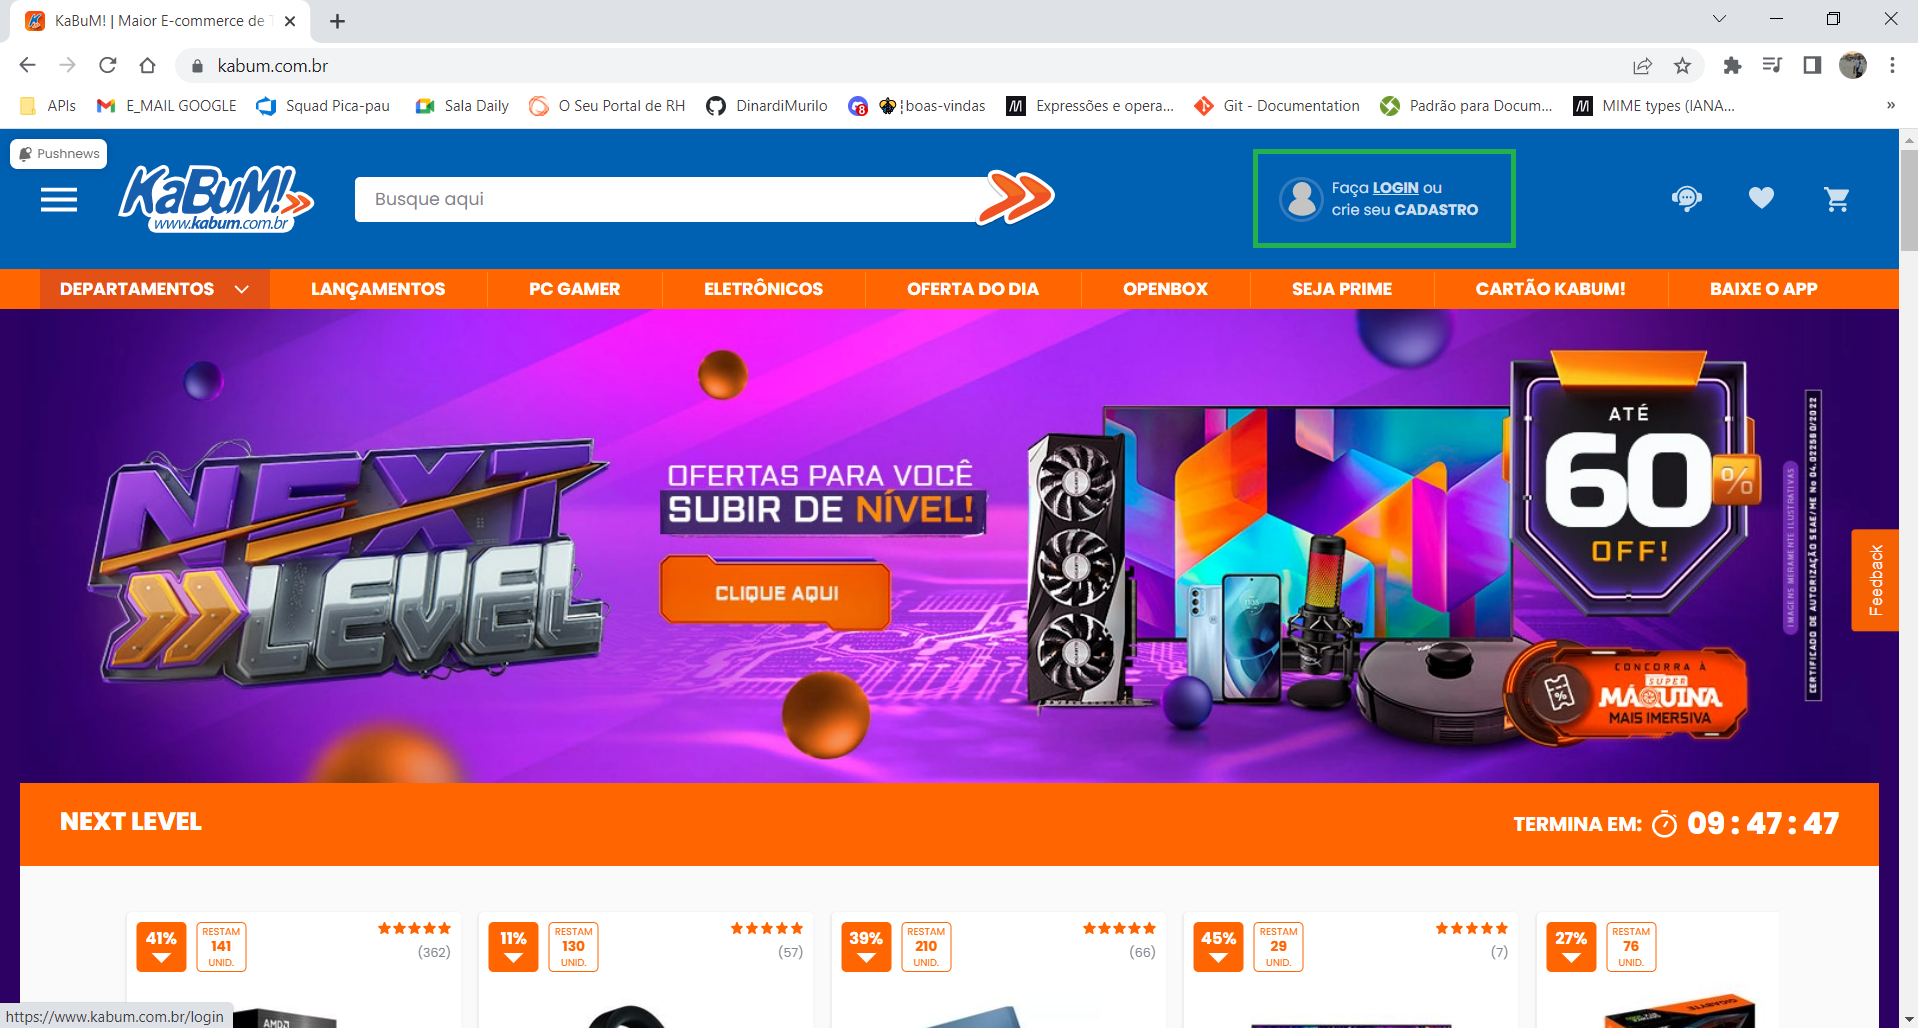 KaBuM! | Maior E-commerce de T
kabum.com.br
APIs
E_MAIL GOOGLE
Squad Pica-pau
Sala Daily
O Seu Portal de RH
DinardiMurilo
8
¦boas-vindas
Expressões e opera...
Git - Documentation
Padrão para Docum...
MIME types (IANA...
»
Pushnews
KaBuM!
www.kabum.com.br
Busque aqui
Faça LOGIN ou
crie seu CADASTRO
DEPARTAMENTOS
LANÇAMENTOS
PC GAMER
ELETRÔNICOS
OFERTA DO DIA
OPENBOX
SEJA PRIME
CARTÃO KABUM!
BAIXE O APP
NEXT
LEVEL
OFERTAS PARA VOCÊ
SUBIR DE NÍVEL!
CLIQUE AQUI
ATÉ
60
%
OFF!
CONCORRA À
SUPER
MÁQUINA
MAIS IMERSIVA
IMAGENS MERAMENTE ILUSTRATIVAS
CERTIFICADO DE AUTORIZAÇÃO SEAE/ME No 04.022580/2022
Feedback
NEXT LEVEL
TERMINA EM: 09 : 47 : 47
41%
RESTAM
141
UNID.
(362)
11%
RESTAM
130
UNID.
(57)
39%
RESTAM
210
UNID.
(66)
45%
RESTAM
29
UNID.
(7)
27%
RESTAM
76
UNID.
AMD
GIGABYTE
https://www.kabum.com.br/login